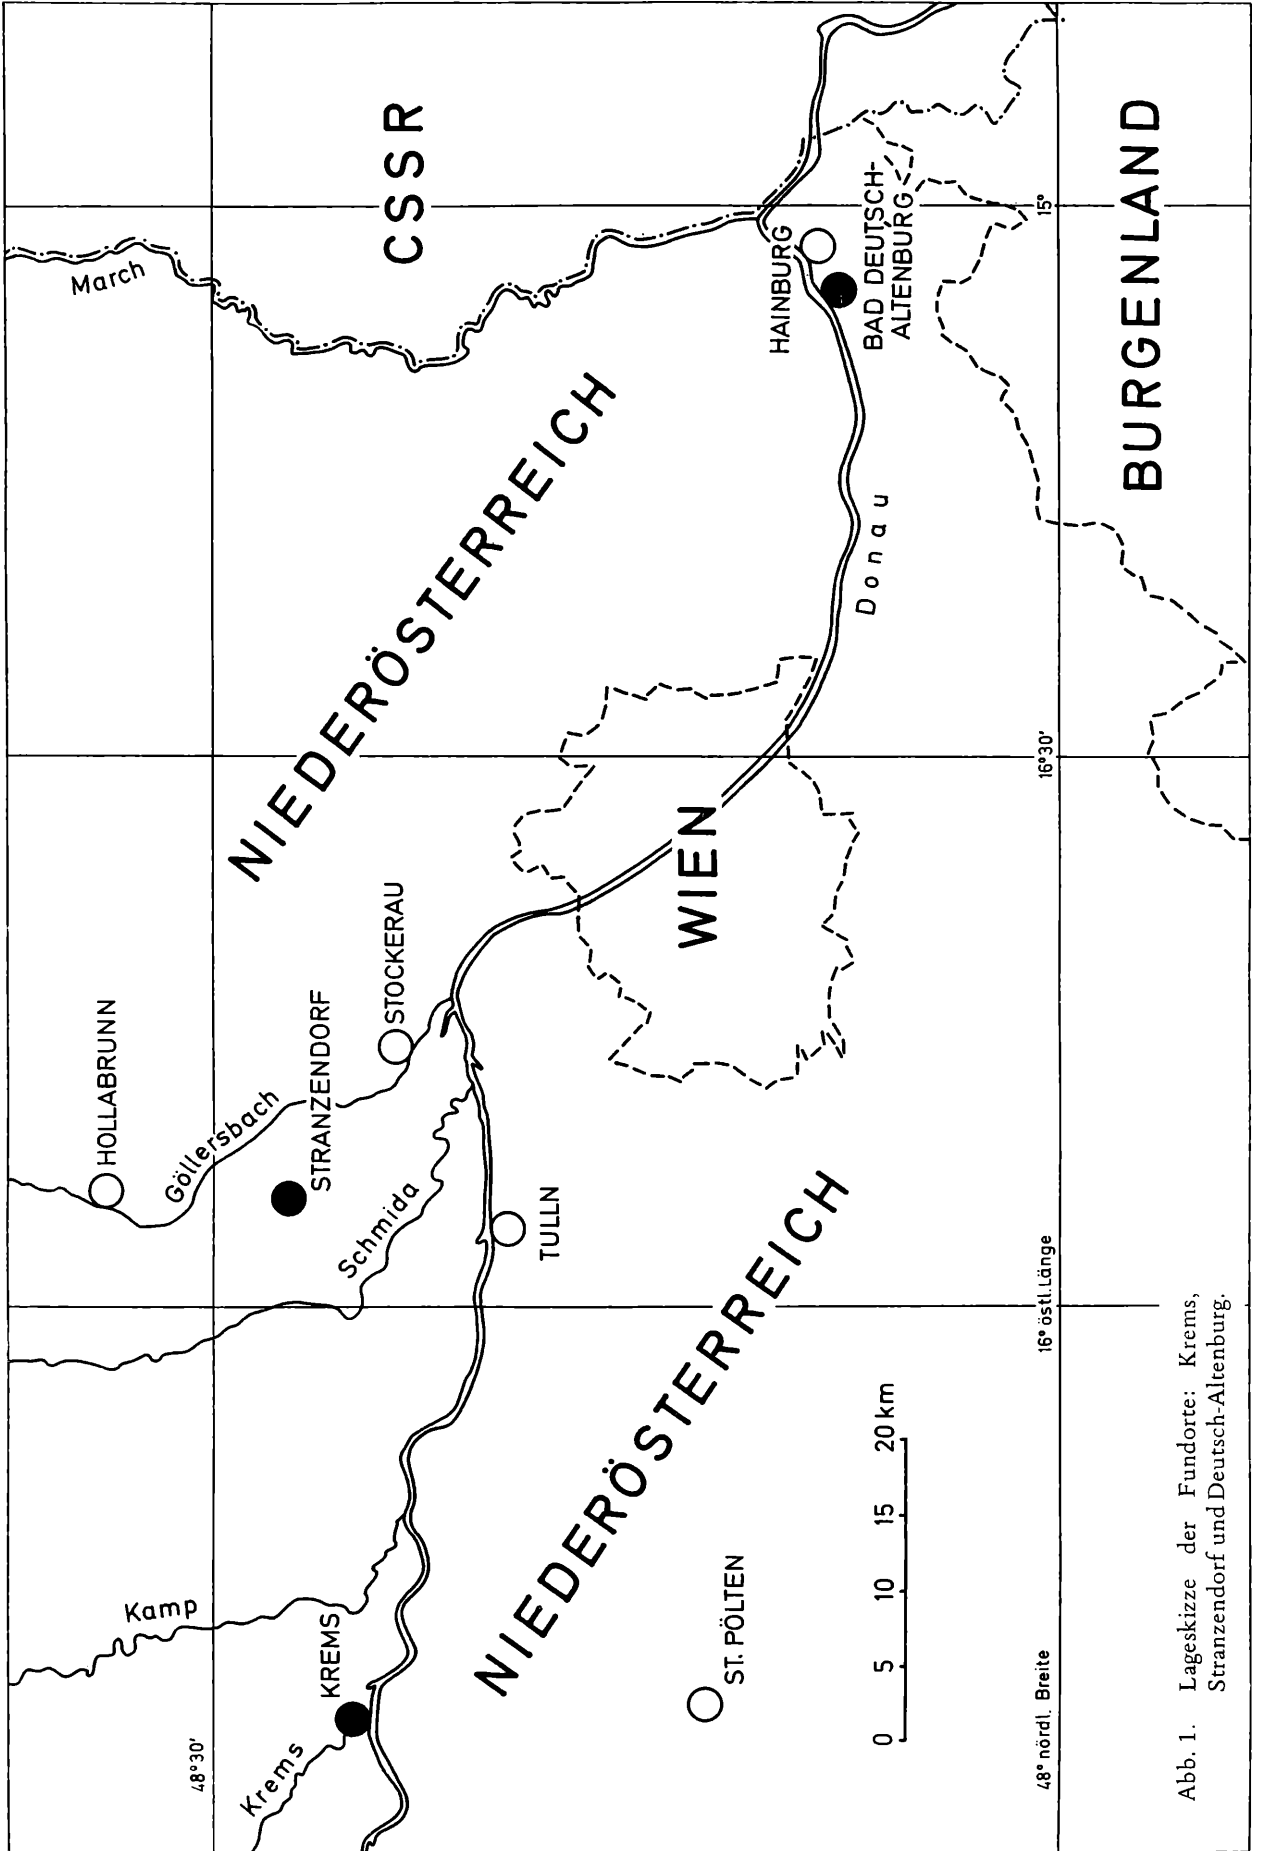 CSSR
March
NIEDERÖSTERREICH
HOLLABRUNN
Göllersbach
STRANZENDORF
STOCKERAU
Schmida
TULLN
Kamp
KREMS
Krems
48°30'
WIEN
Donau
HAINBURG
BAD DEUTSCH-
ALTENBURG
NIEDERÖSTERREICH
ST. PÖLTEN
0 5 10 15 20 km
BURGENLAND
48° nördl. Breite
16° östl. Länge
16°30'
15°
Abb. 1. Lageskizze der Fundorte: Krems,
Stranzendorf und Deutsch-Altenburg.